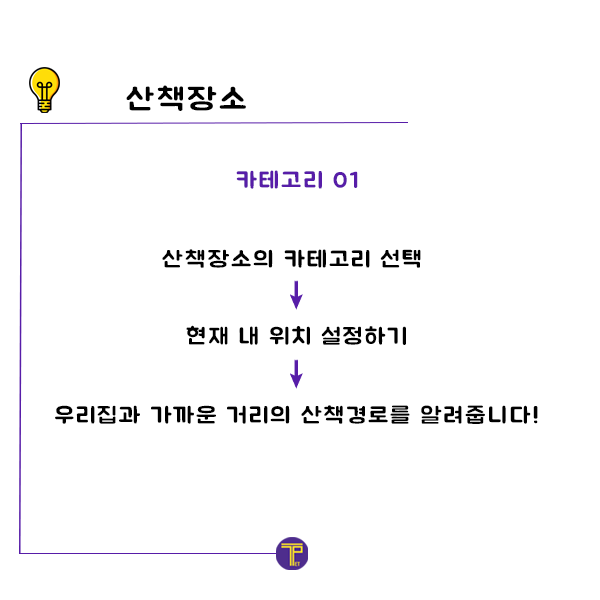 산책장소
카테고리 01
산책장소의 카테고리 선택
현재 내 위치 설정하기
우리집과 가까운 거리의 산책경로를 알려줍니다!
TPET